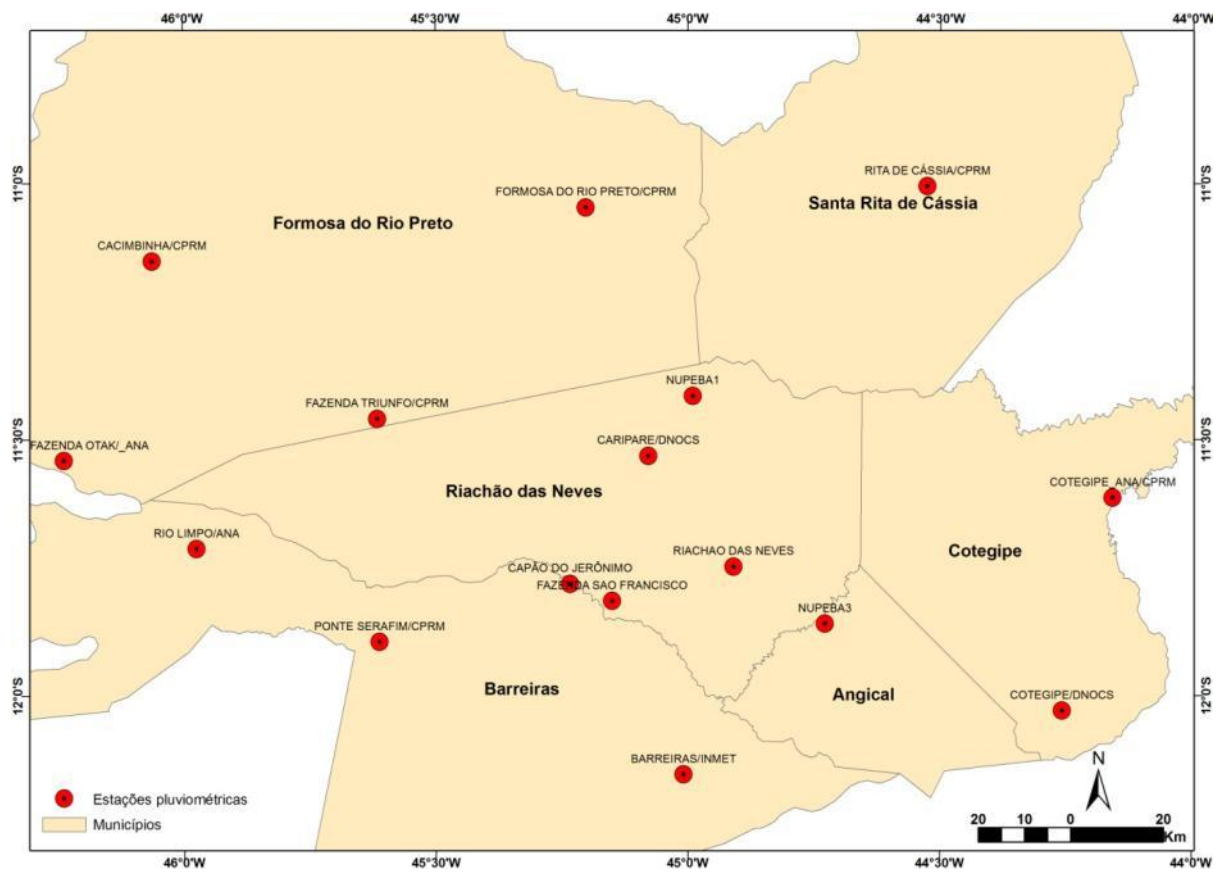 46°0'W 45°30'W 45°0'W 44°30'W 44°0'W
11°0'S
11°0'S
RITA DE CÁSSIA/CPRM
FORMOSA DO RIO PRETO/CPRM
Santa Rita de Cássia
Formosa do Rio Preto
CACIMBINHA/CPRM
NUPEBA1
FAZENDA TRIUNFO/CPRM
11°30'S
11°30'S
FAZENDA OTAK/_ANA
CARIPARE/DNOCS
COTEGIPE_ANA/CPRM
Riachão das Neves
RIO LIMPO/ANA
RIACHAO DAS NEVES
Cotegipe
CAPÃO DO JERÔNIMO
FAZENDA SAO FRANCISCO
NUPEBA3
PONTE SERAFIM/CPRM
Barreiras
Angical
COTEGIPE/DNOCS
12°0'S
12°0'S
BARREIRAS/INMET
N
Estações pluviométricas
Municípios
20 10 0 20
Km
46°0'W 45°30'W 45°0'W 44°30'W 44°0'W